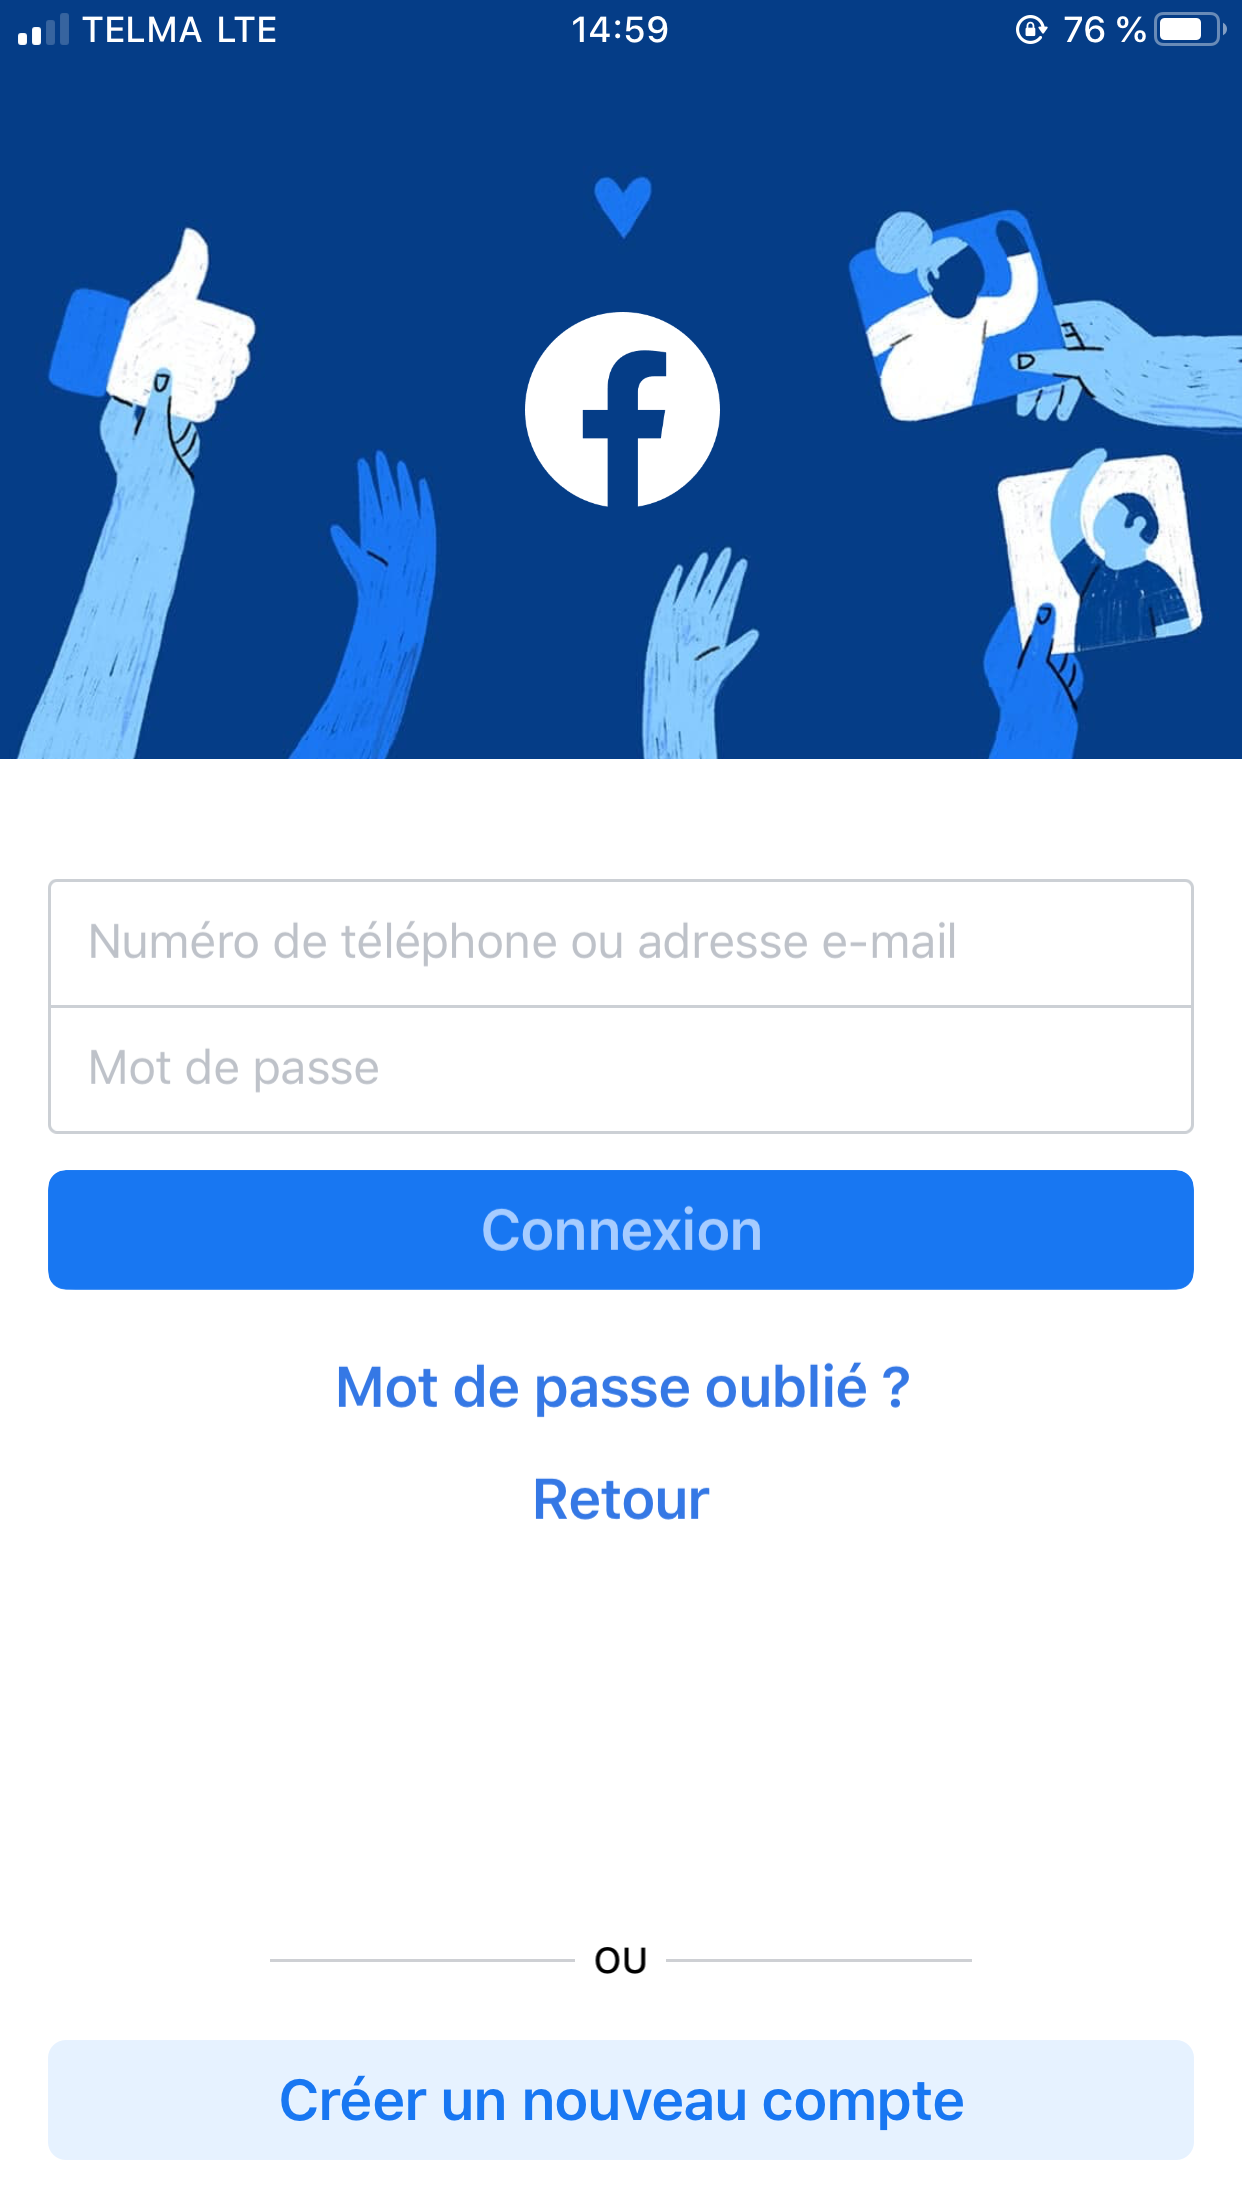 TELMA LTE 14:59 76 %
Numéro de téléphone ou adresse e-mail
Mot de passe
Connexion
Mot de passe oublié ?
Retour
OU
Créer un nouveau compte